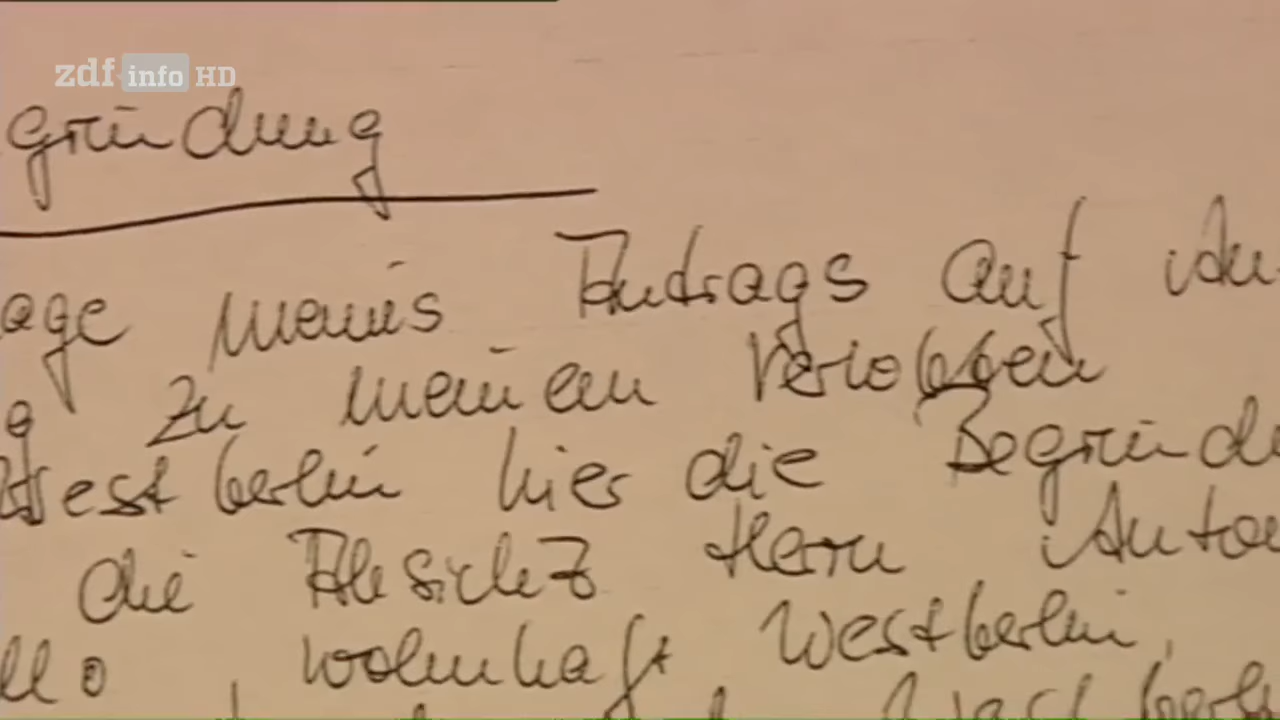 zdf info HD
gründung
age meines Antrags auf
g zu meinem Verlobten
Westberlin hier die Begründ
die Absicht Herrn Anton
llo, wohnhaft Westberlin,